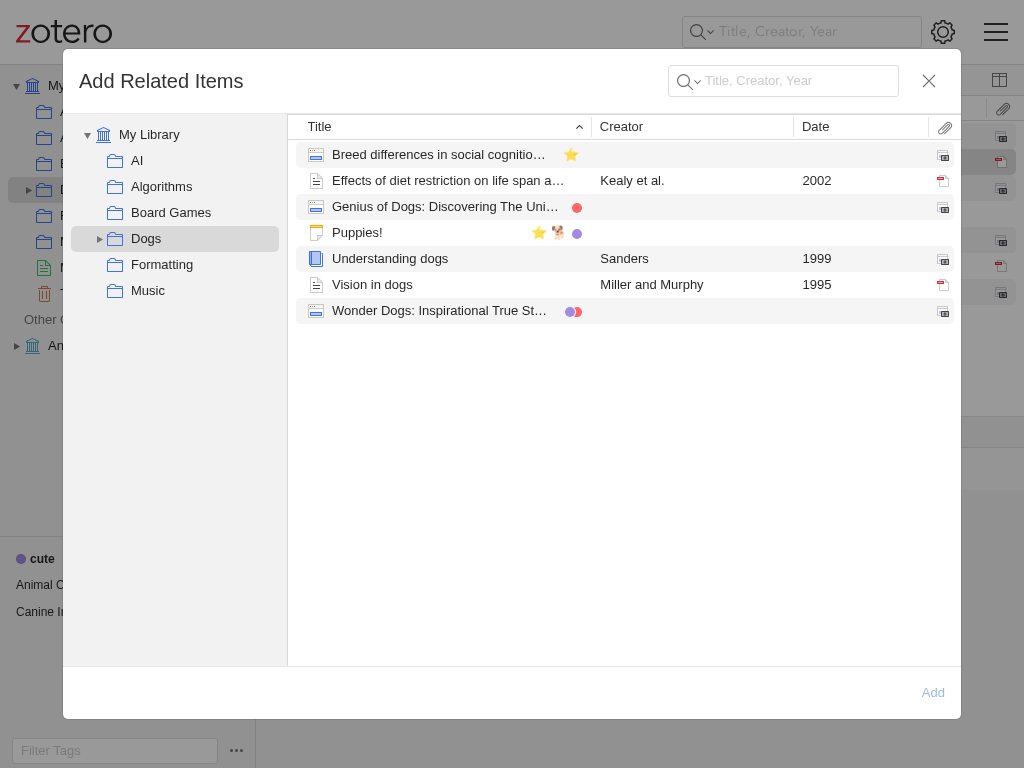 zotero
Title, Creator, Year
My
Add Related Items
Title, Creator, Year
My Library
AI
Algorithms
Board Games
Dogs
Formatting
Music
Title Creator Date
Breed differences in social cognitio…
Effects of diet restriction on life span a… Kealy et al. 2002
Genius of Dogs: Discovering The Uni…
Puppies!
Understanding dogs Sanders 1999
Vision in dogs Miller and Murphy 1995
Wonder Dogs: Inspirational True St…
Other
An
cute
Animal
Canine
Add
Filter Tags